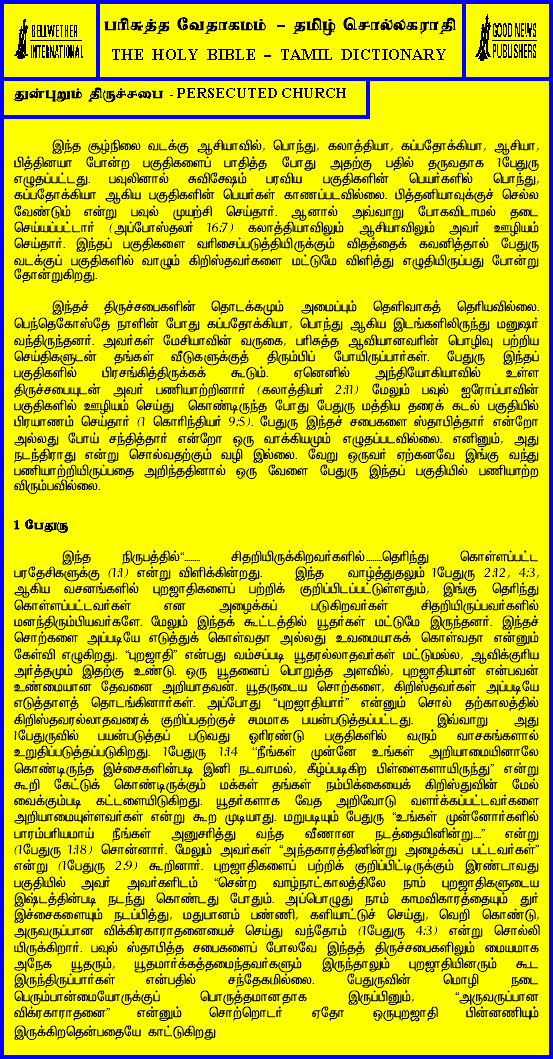 BELLWETHER
INTERNATIONAL
பரிசுத்த வேதாகமம் – தமிழ் சொல்லகராதி
THE HOLY BIBLE – TAMIL DICTIONARY
GOOD NEWS
PUBLISHERS
துன்புறும் திருச்சபை - PERSECUTED CHURCH
இந்த சூழ்நிலை வடக்கு ஆசியாவில், பொந்து, கலாத்தியா, கப்பதோக்கியா, ஆசியா,
பித்தினயா போன்ற பகுதிகளைப் பாதித்த போது அதற்கு பதில் தருவதாக 1பேதுரு
எழுதப்பட்டது. பவுலினால் சுவிசேஷம் பரவிய பகுதிகளின் பெயர்களில் பொந்து,
கப்பதோக்கியா ஆகிய பகுதிகளின் பெயர்கள் காணப்படவில்லை. பித்தனியாவுக்குச் செல்ல
வேண்டும் என்று பவுல் முயற்சி செய்தார். ஆனால் அவ்வாறு போகவிடாமல் தடை
செய்யப்பட்டார் (அப்போஸ்தலர் 16:7) கலாத்தியாவிலும் ஆசியாவிலும் அவர் ஊழியம்
செய்தார். இந்தப் பகுதிகளை வரிசைப்படுத்தியிருக்கும் விதத்தைக் கவனித்தால் பேதுரு
வடக்குப் பகுதிகளில் வாழும் கிறிஸ்தவர்களை மட்டுமே விளித்து எழுதியிருப்பது போன்று
தோன்றுகிறது.
இந்தச் திருச்சபைகளின் தொடக்கமும் அமைப்பும் தெளிவாகத் தெரியவில்லை.
பெந்தெகோஸ்தே நாளின் போது கப்பதோக்கியா, பொந்து ஆகிய இடங்களிலிருந்து மனுஷர்
வந்திருந்தனர். அவர்கள் மேசியாவின் வருகை, பரிசுத்த ஆவியானவரின் பொழிவு பற்றிய
செய்திகளுடன் தங்கள் வீடுகளுக்குத் திரும்பிப் போயிருப்பார்கள். பேதுரு இந்தப்
பகுதிகளில் பிரசங்கித்திருக்கக் கூடும். ஏனெனில் அந்தியோகியாவில் உள்ள
திருச்சபையுடன் அவர் பணியாற்றினார் (கலாத்தியர் 2:11) மேலும் பவுல் ஐரோப்பாவின்
பகுதிகளில் ஊழியம் செய்து கொண்டிருந்த போது பேதுரு மத்திய தரைக் கடல் பகுதியில்
பிரயாணம் செய்தார் (1 கொரிந்தியர் 9:5). பேதுரு இந்தச் சபைகளை ஸ்தாபித்தார் என்றோ
அல்லது போய் சந்தித்தார் என்றோ ஒரு வாக்கியமும் எழுதப்படவில்லை. எனினும், அது
நடந்திராது என்று சொல்வதற்கும் வழி இல்லை. வேறு ஒருவர் ஏற்கனவே இங்கு வந்து
பணியாற்றியிருப்பதை அறிந்ததினால் ஒரு வேளை பேதுரு இந்தப் பகுதியில் பணியாற்ற
விரும்பவில்லை.
1 பேதுரு
இந்த நிருபத்தில்“....... சிதறியிருக்கிறவர்களில்.......தெரிந்து கொள்ளப்பட்ட
பரதேசிகளுக்கு (1:1) என்று விளிக்கின்றது. இந்த வாழ்த்துதலும் 1பேதுரு 2:12, 4:3,
ஆகிய வசனங்களில் புறஜாதிகளைப் பற்றிக் குறிப்பிடப்பட்டுள்ளதும், இங்கு தெரிந்து
கொள்ளப்பட்டவர்கள் என அழைக்கப் படுகிறவர்கள் சிதறியிருப்பவர்களில்
மனந்திரும்பியவர்களே. மேலும் இந்தக் கூட்டத்தில் யூதர்கள் மட்டுமே இருந்தனர். இந்தச்
சொற்களை அப்படியே எடுத்துக் கொள்வதா அல்லது உவமையாகக் கொள்வதா என்னும்
கேள்வி எழுகிறது. “புறஜாதி” என்பது வம்சப்படி யூதரல்லாதவர்கள் மட்டுமல்ல, ஆவிக்குரிய
அர்த்தமும் இதற்கு உண்டு. ஒரு யூதனைப் பொறுத்த அளவில், புறஜாதியான் என்பவன்
உண்மையான தேவனை அறியாதவன். யூதருடைய சொற்களை, கிறிஸ்தவர்கள் அப்படியே
எடுத்தாளத் தொடங்கினார்கள். அப்போது “புறஜாதியார்” என்னும் சொல் தற்காலத்தில்
கிறிஸ்தவரல்லாதவரைக் குறிப்பதற்குச் சமமாக பயன்படுத்தப்பட்டது. இவ்வாறு அது
1பேதுருவில் பயன்படுத்தப் படுவது ஓரிரண்டு பகுதிகளில் வரும் வாசகங்களால்
உறுதிப்படுத்தப்படுகிறது. 1பேதுரு 1:14 “நீங்கள் முன்னே உங்கள் அறியாமையினாலே
கொண்டிருந்த இச்சைகளின்படி இனி நடவாமல், கீழ்ப்படிகிற பிள்ளைகளாயிருந்து” என்று
கூறி கேட்டுக் கொண்டிருக்கும் மக்கள் தங்கள் நம்பிக்கையைக் கிறிஸ்துவின் மேல்
வைக்கும்படி கட்டளையிடுகிறது. யூதர்களாக வேத அறிவோடு வளர்க்கப்பட்டவர்களை
அறியாமையுள்ளவர்கள் என்று கூற முடியாது. மறுபடியும் பேதுரு “உங்கள் முன்னோர்களில்
பாரம்பரியமாய் நீங்கள் அனுசரித்து வந்த வீணான நடத்தையினின்று....” என்று
(1பேதுரு 1:18) சொன்னார். மேலும் அவர்கள் “அந்தகாரத்தினின்று அழைக்கப் பட்டவர்கள்”
என்று (1பேதுரு 2:9) கூறினார். புறஜாதிகளைப் பற்றிக் குறிப்பிட்டிருக்கும் இரண்டாவது
பகுதியில் அவர் அவர்களிடம் “சென்ற வாழ்நாட்காலத்திலே நாம் புறஜாதிகளுடைய
இஷ்டத்தின்படி நடந்து கொண்டது போதும். அப்பொழுது நாம் காமவிகாரத்தையும் துர்
இச்சைகளையும் நடப்பித்து, மதுபானம் பண்ணி, களியாட்டுச் செய்து, வெறி கொண்டு,
அருவருப்பான விக்கிரகாராதனையைச் செய்து வந்தோம் (1பேதுரு 4:3) என்று சொல்லி
யிருக்கிறார். பவுல் ஸ்தாபித்த சபைகளைப் போலவே இந்தத் திருச்சபைகளிலும் மையமாக
அநேக யூதரும், யூதமார்க்கத்தமைந்தவர்களும் இருந்தாலும் புறஜாதியினரும் கூட
இருந்திருப்பார்கள் என்பதில் சந்தேகமில்லை. பேதுருவின் மொழி நடை
பெரும்பான்மையோருக்குப் பொருத்தமானதாக இருப்பினும், “அருவருப்பான
விக்ரகாராதனை” என்னும் சொற்றொடர் ஏதோ ஒருபுறஜாதி பின்னணியும்
இருக்கிறதென்பதையே காட்டுகிறது